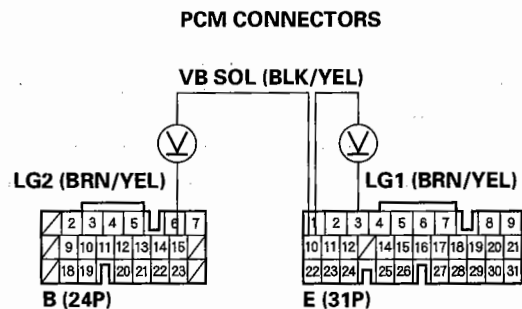 PCM CONNECTORS
VB SOL (BLK/YEL)
V V
LG2 (BRN/YEL) LG1 (BRN/YEL)
2 3 4 5 6 7
9 10 11 12 13 14 15
18 19 20 21 22 23
1 2 3 4 5 6 7 8 9
10 11 12 14 15 16 17 18 19 20 21
22 23 24 25 26 27 28 29 30 31
B (24P) E (31P)